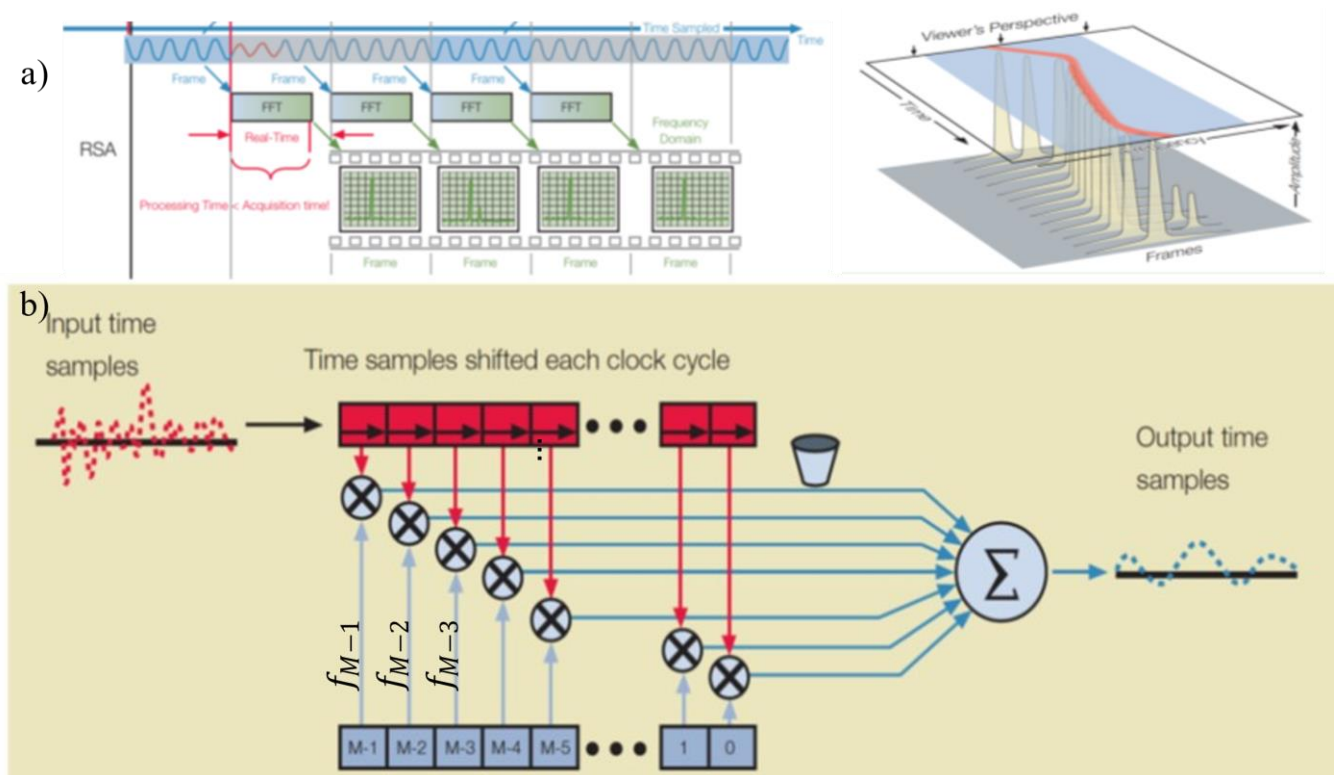 a)
Time Sampled
Time
Frame Frame Frame Frame
FFT FFT FFT FFT
Real-Time
Frequency
Domain
RSA
Processing Time < Acquisition time!
Frame Frame Frame Frame
Viewer's Perspective
Time
Amplitude
Frames
b)
Input time
samples
Time samples shifted each clock cycle
Output time
samples
Σ
f_{M−1} f_{M−2} f_{M−3}
M-1 M-2 M-3 M-4 M-5 1 0